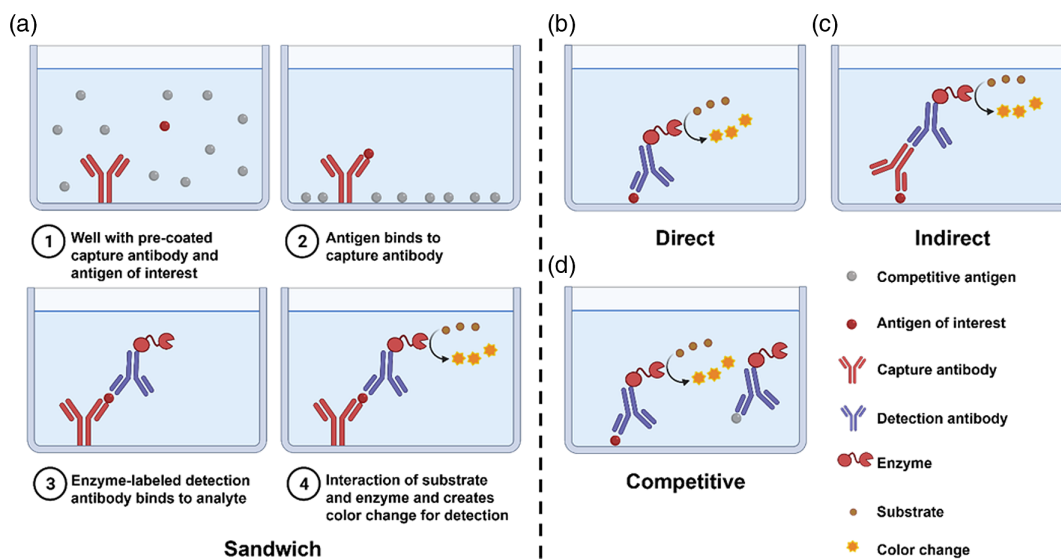 (a)
1 Well with pre-coated
capture antibody and
antigen of interest
2 Antigen binds to
capture antibody
3 Enzyme-labeled detection
antibody binds to analyte
4 Interaction of substrate
and enzyme and creates
color change for detection
Sandwich
(b)
Direct
(c)
Indirect
(d)
Competitive
Competitive antigen
Antigen of interest
Capture antibody
Detection antibody
Enzyme
Substrate
Color change